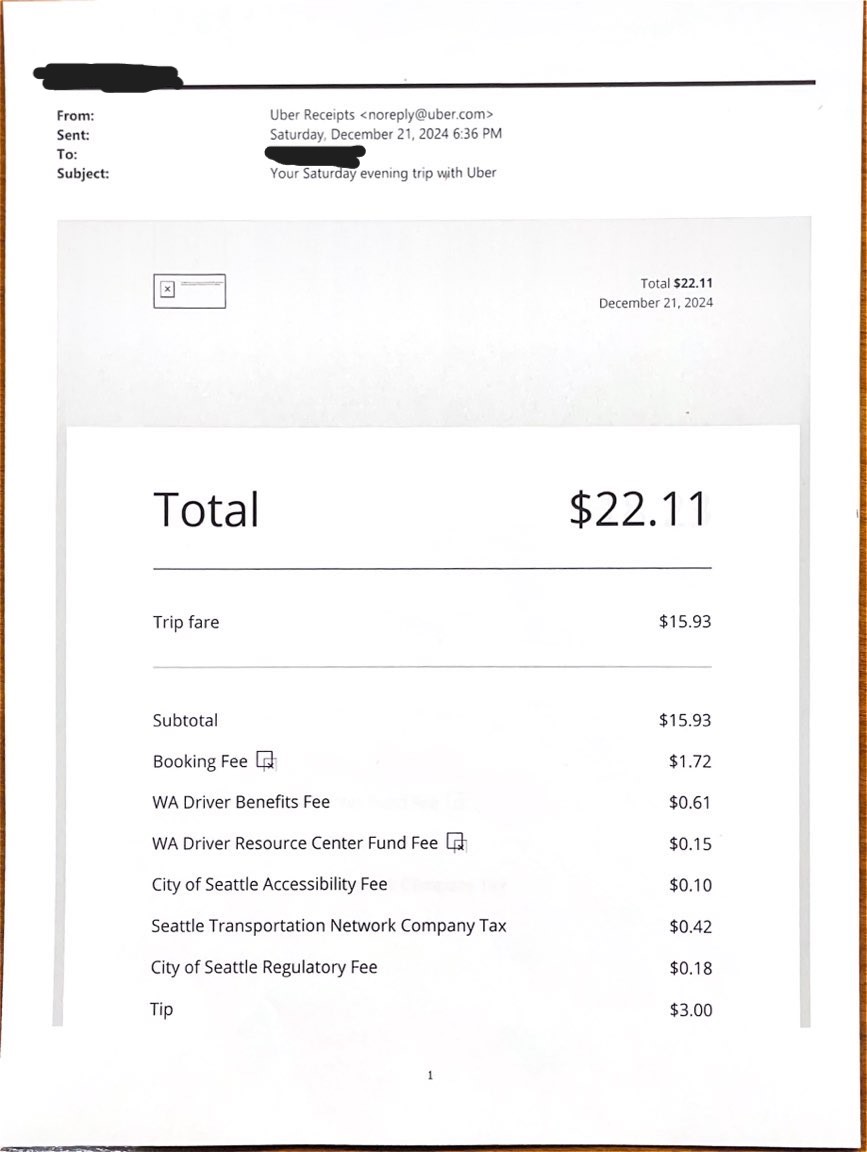 From: Uber Receipts <noreply@uber.com>
Sent: Saturday, December 21, 2024 6:36 PM
To:
Subject: Your Saturday evening trip with Uber
Total $22.11
December 21, 2024
Total $22.11
Trip fare $15.93
Subtotal $15.93
Booking Fee $1.72
WA Driver Benefits Fee $0.61
WA Driver Resource Center Fund Fee $0.15
City of Seattle Accessibility Fee $0.10
Seattle Transportation Network Company Tax $0.42
City of Seattle Regulatory Fee $0.18
Tip $3.00
1